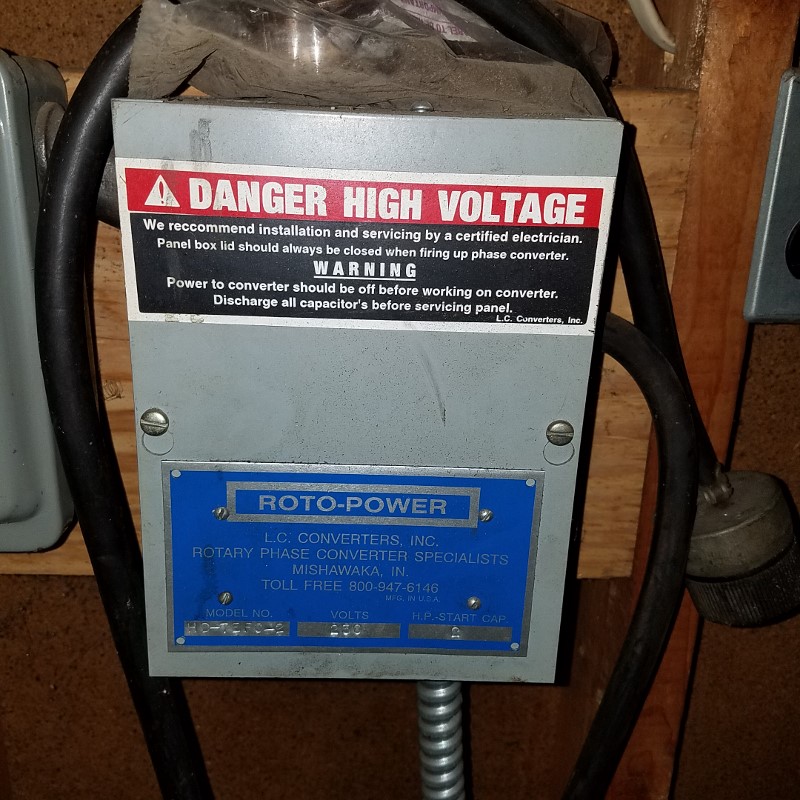 DANGER HIGH VOLTAGE
We reccommend installation and servicing by a certified electrician.
Panel box lid should always be closed when firing up phase converter.
WARNING
Power to converter should be off before working on converter.
Discharge all capacitor's before servicing panel.
L.C. Converters, Inc.
ROTO-POWER
L.C. CONVERTERS, INC.
ROTARY PHASE CONVERTER SPECIALISTS
MISHAWAKA, IN.
TOLL FREE 800-947-6146
MFG. IN U.S.A.
MODEL NO. VOLTS H.P.-START CAP.
230 2